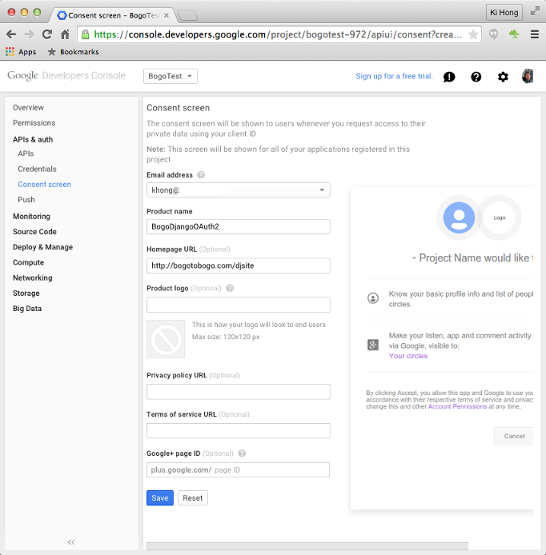 Consent screen – BogoTes
Ki Hong
https://console.developers.google.com/project/bogotest-972/apiui/consent?crea...
Apps
Bookmarks
Google Developers Console
BogoTest
Sign up for a free trial.
Overview
Permissions
APIs & auth
APIs
Credentials
Consent screen
Push
Monitoring
Source Code
Deploy & Manage
Compute
Networking
Storage
Big Data
<<
Consent screen
The consent screen will be shown to users whenever you request access to their
private data using your client ID
Note: This screen will be shown for all of your applications registered in this
project
Email address ?
khong@
Product name
BogoDjangoOAuth2
Homepage URL (Optional)
http://bogotobogo.com/djsite
Product logo (Optional) ?
This is how your logo will look to end users
Max size: 120x120 px
Privacy policy URL (Optional)
Terms of service URL (Optional)
Google+ page ID (Optional) ?
plus.google.com/ page ID
Save
Reset
Logo
- Project Name would like t
Know your basic profile info and list of peopl
circles.
Make your listen, app and comment activity
via Google, visible to:
Your circles
By clicking Accept, you allow this app and Google to use you
accordance with their respective terms of service and privac
change this and other Account Permissions at any time.
Cancel